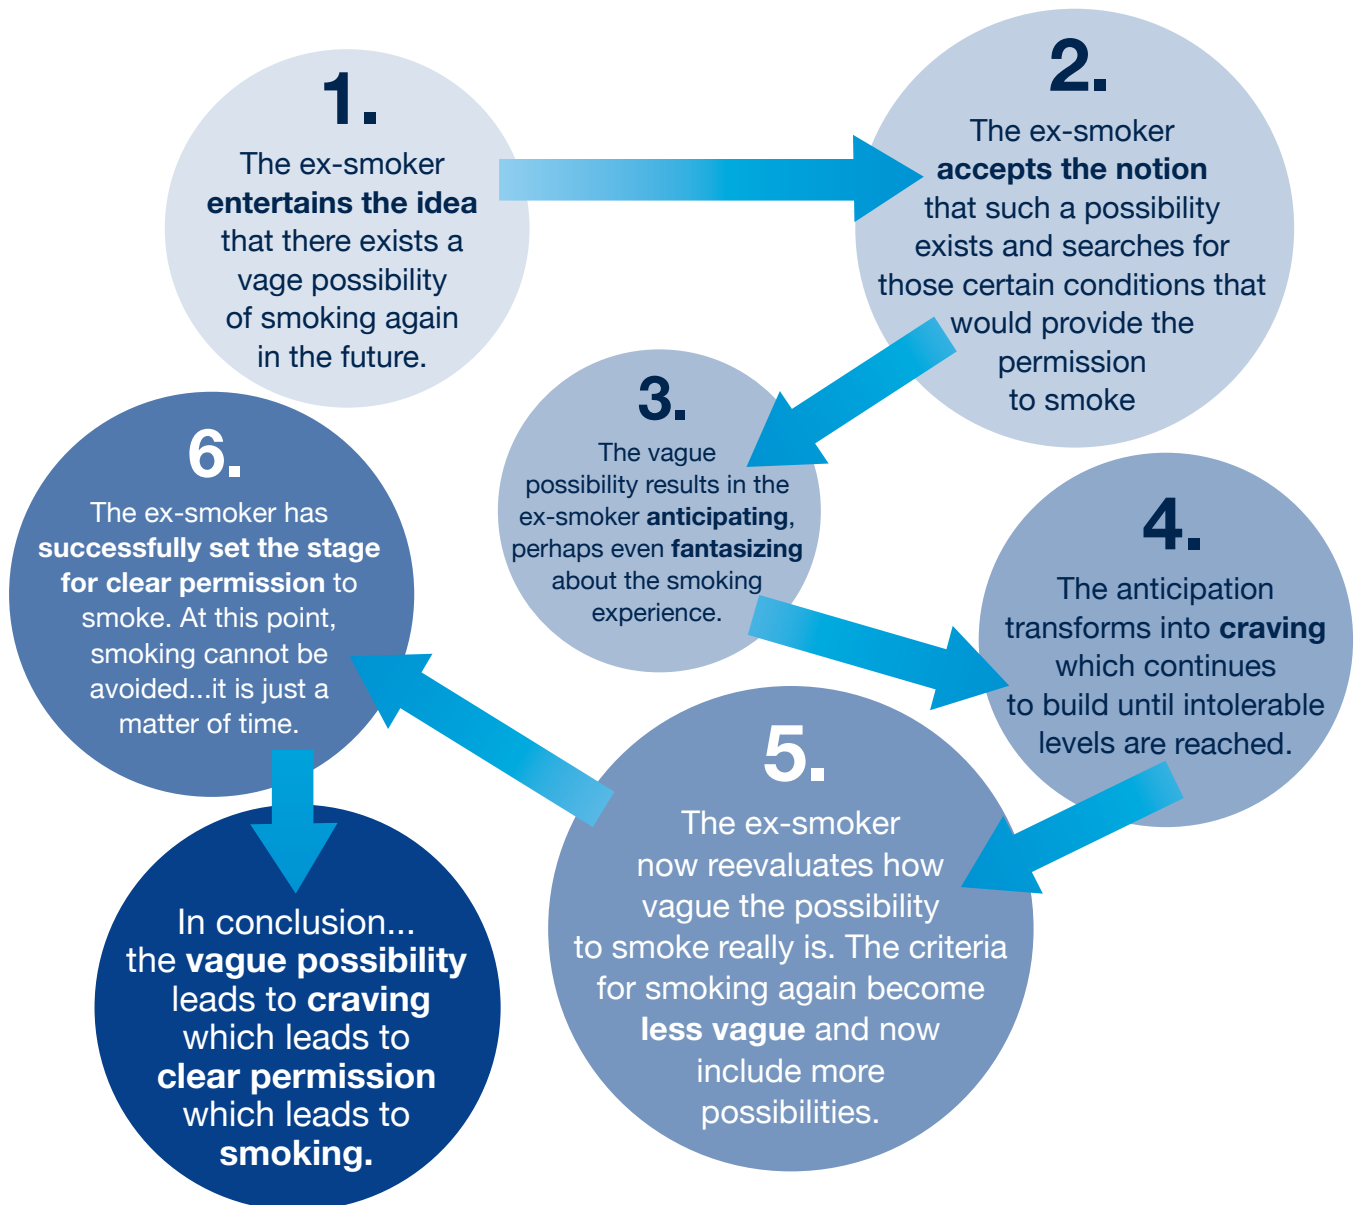 1.
The ex-smoker
entertains the idea
that there exists a
vage possibility
of smoking again
in the future.
2.
The ex-smoker
accepts the notion
that such a possibility
exists and searches for
those certain conditions that
would provide the
permission
to smoke
3.
The vague
possibility results in the
ex-smoker anticipating,
perhaps even fantasizing
about the smoking
experience.
4.
The anticipation
transforms into craving
which continues
to build until intolerable
levels are reached.
5.
The ex-smoker
now reevaluates how
vague the possibility
to smoke really is. The criteria
for smoking again become
less vague and now
include more
possibilities.
6.
The ex-smoker has
successfully set the stage
for clear permission to
smoke. At this point,
smoking cannot be
avoided...it is just a
matter of time.
In conclusion...
the vague possibility
leads to craving
which leads to
clear permission
which leads to
smoking.